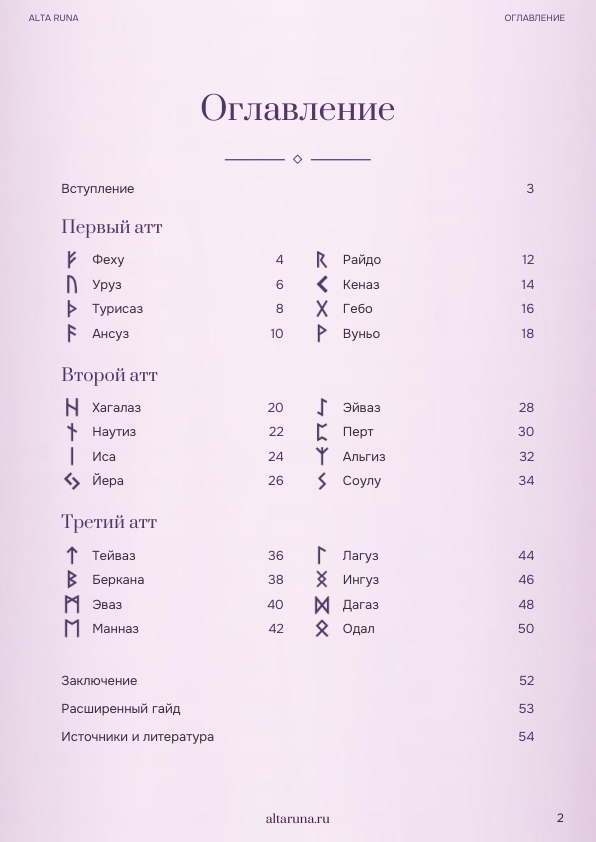 ALTA RUNA
ОГЛАВЛЕНИЕ
Оглавление
Вступление 3
Первый атт
ᚠ Феху 4
ᚢ Уруз 6
ᚦ Турисаз 8
ᚨ Ансуз 10
ᚱ Райдо 12
ᚲ Кеназ 14
ᚷ Гебо 16
ᚹ Вуньо 18
Второй атт
ᚺ Хагалаз 20
ᚾ Наутиз 22
ᛁ Иса 24
ᛃ Йера 26
ᛇ Эйваз 28
ᛈ Перт 30
ᛉ Альгиз 32
ᛊ Соулу 34
Третий атт
ᛏ Тейваз 36
ᛒ Беркана 38
ᛗ Эваз 40
ᛖ Манназ 42
ᛚ Лагуз 44
ᛝ Ингуз 46
ᛞ Дагаз 48
ᛟ Одал 50
Заключение 52
Расширенный гайд 53
Источники и литература 54
altaruna.ru
2